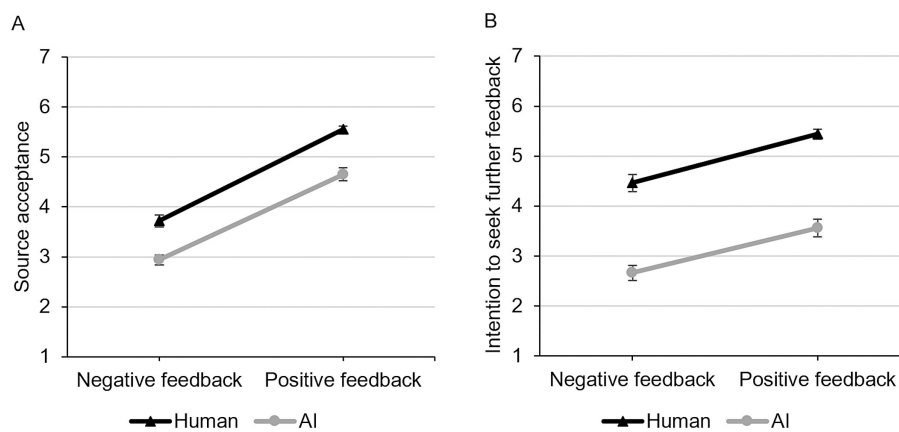 A
Source acceptance
7
6
5
4
3
2
1
Negative feedback Positive feedback
Human AI
B
Intention to seek further feedback
7
6
5
4
3
2
1
Negative feedback Positive feedback
Human AI